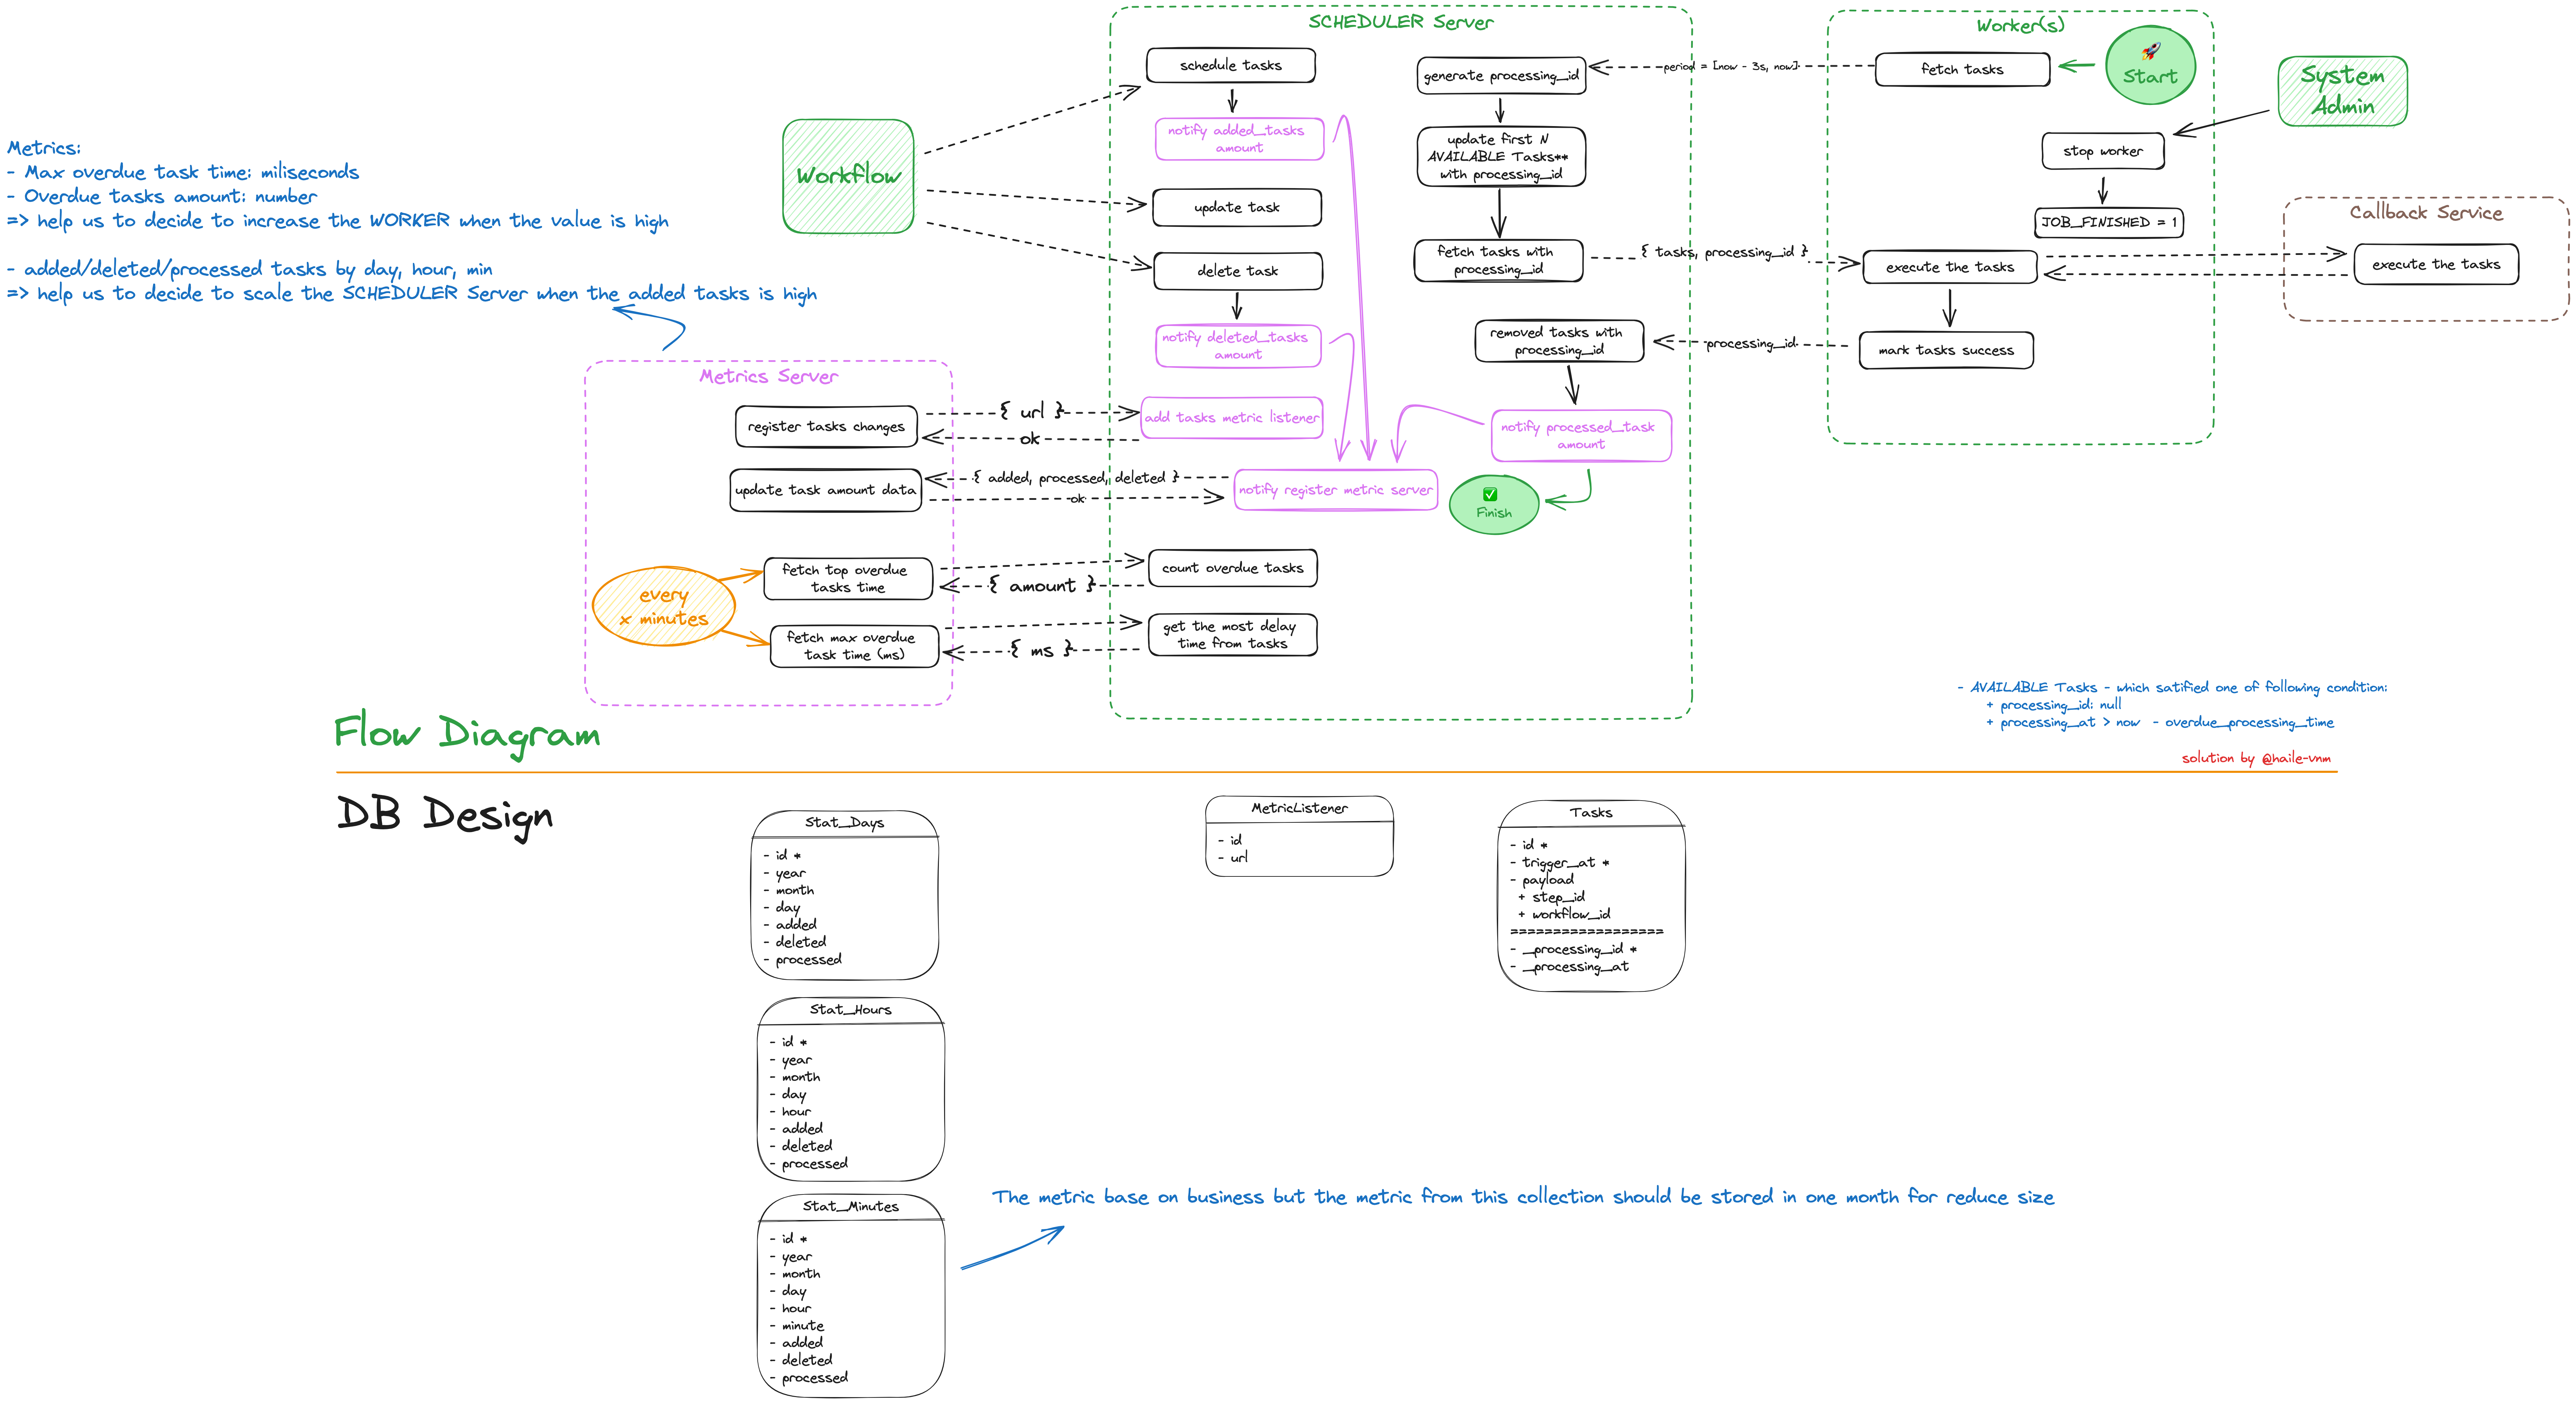 Metrics:
- Max overdue task time: miliseconds
- Overdue tasks amount: number
=> help us to decide to increase the WORKER when the value is high
- added/deleted/processed tasks by day, hour, min
=> help us to decide to scale the SCHEDULER Server when the added tasks is high
Workflow
SCHEDULER Server
schedule tasks
notify added_tasks
amount
update task
delete task
notify deleted_tasks
amount
add tasks metric listener
notify register metric server
count overdue tasks
get the most delay
time from tasks
generate processing_id
update first N
AVAILABLE Tasks**
with processing_id
fetch tasks with
processing_id
removed tasks with
processing_id
notify processed_task
amount
✅
Finish
period = [now - 3s, now]
{ tasks, processing_id }
processing_id
Worker(s)
fetch tasks
🚀
Start
stop worker
JOB_FINISHED = 1
execute the tasks
mark tasks success
System
Admin
Callback Service
execute the tasks
Metrics Server
register tasks changes
{ url }
ok
update task amount data
{ added, processed, deleted }
ok
every
x minutes
fetch top overdue
tasks time
{ amount }
fetch max overdue
task time (ms)
{ ms }
- AVAILABLE Tasks - which satified one of following condition:
+ processing_id: null
+ processing_at > now - overdue_processing_time
solution by @haile-vnm
Flow Diagram
DB Design
Stat_Days
- id *
- year
- month
- day
- added
- deleted
- processed
MetricListener
- id
- url
Tasks
- id *
- trigger_at *
- payload
+ step_id
+ workflow_id
==================
- _processing_id *
- _processing_at
Stat_Hours
- id *
- year
- month
- day
- hour
- added
- deleted
- processed
Stat_Minutes
- id *
- year
- month
- day
- hour
- minute
- added
- deleted
- processed
The metric base on business but the metric from this collection should be stored in one month for reduce size